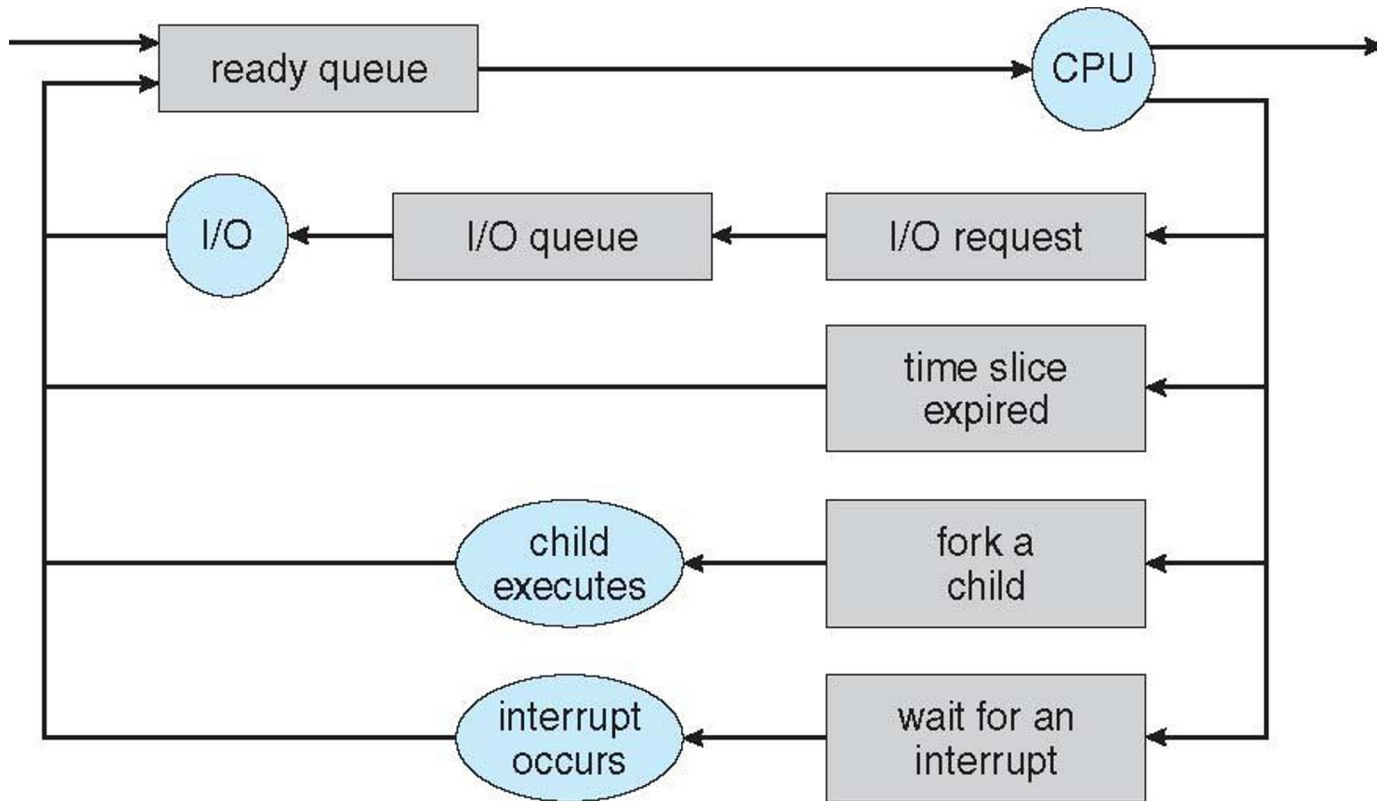 ready queue
CPU
I/O
I/O queue
I/O request
time slice
expired
child
executes
fork a
child
interrupt
occurs
wait for an
interrupt